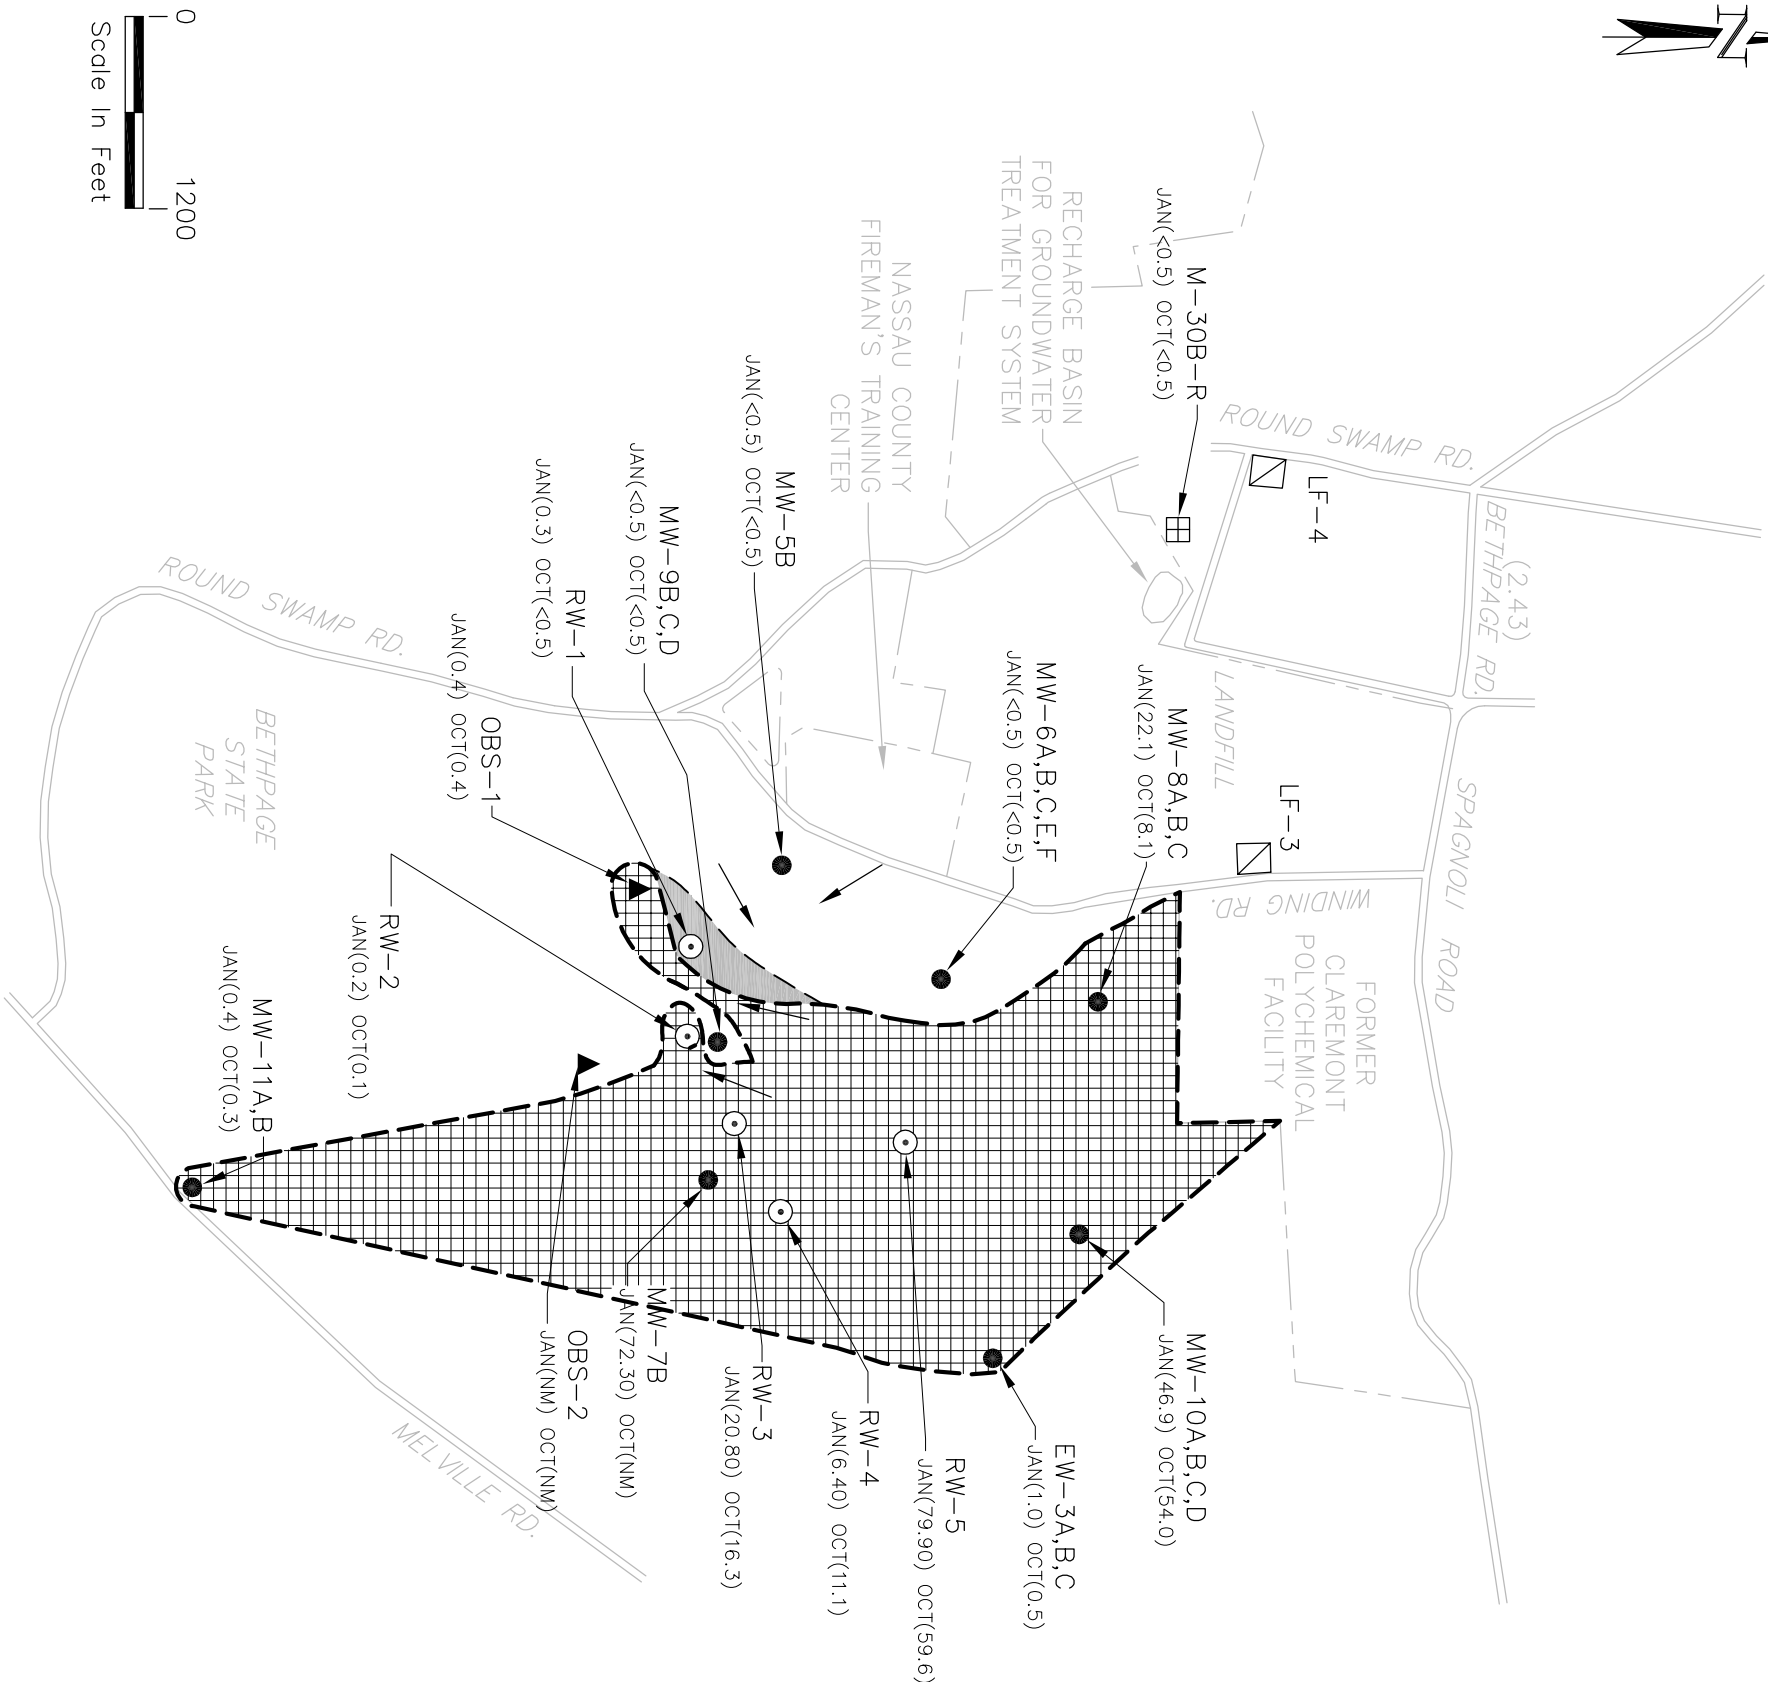 N
0
1200
Scale In Feet
ROUND SWAMP RD.
(2.43)
BETHPAGE RD.
SPAGNOLI ROAD
LF-4
LF-3
LANDFILL
WINDING RD.
FORMER
CLAREMONT
POLYCHEMICAL
FACILITY
M-30B-R
JAN(<0.5) OCT(<0.5)
RECHARGE BASIN
FOR GROUNDWATER
TREATMENT SYSTEM
NASSAU COUNTY
FIREMAN'S TRAINING
CENTER
MW-8A,B,C
JAN(22.1) OCT(8.1)
MW-6A,B,C,E,F
JAN(<0.5) OCT(<0.5)
MW-5B
JAN(<0.5) OCT(<0.5)
MW-9B,C,D
JAN(<0.5) OCT(<0.5)
RW-1
JAN(0.3) OCT(<0.5)
OBS-1
JAN(0.4) OCT(0.4)
ROUND SWAMP RD.
BETHPAGE
STATE
PARK
RW-2
JAN(0.2) OCT(0.1)
MW-11A,B
JAN(0.4) OCT(0.3)
MW-10A,B,C,D
JAN(46.9) OCT(54.0)
EW-3A,B,C
JAN(1.0) OCT(0.5)
RW-5
JAN(79.90) OCT(59.6)
RW-4
JAN(6.40) OCT(11.1)
RW-3
JAN(20.80) OCT(16.3)
MW-7B
JAN(72.30) OCT(NM)
OBS-2
JAN(NM) OCT(NM)
MELVILLE RD.